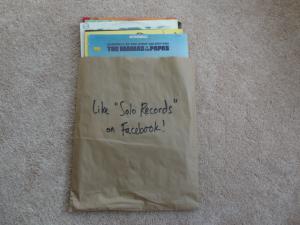 THE MAMAS & THE PAPAS
Like "Solo Records"
on Facebook!